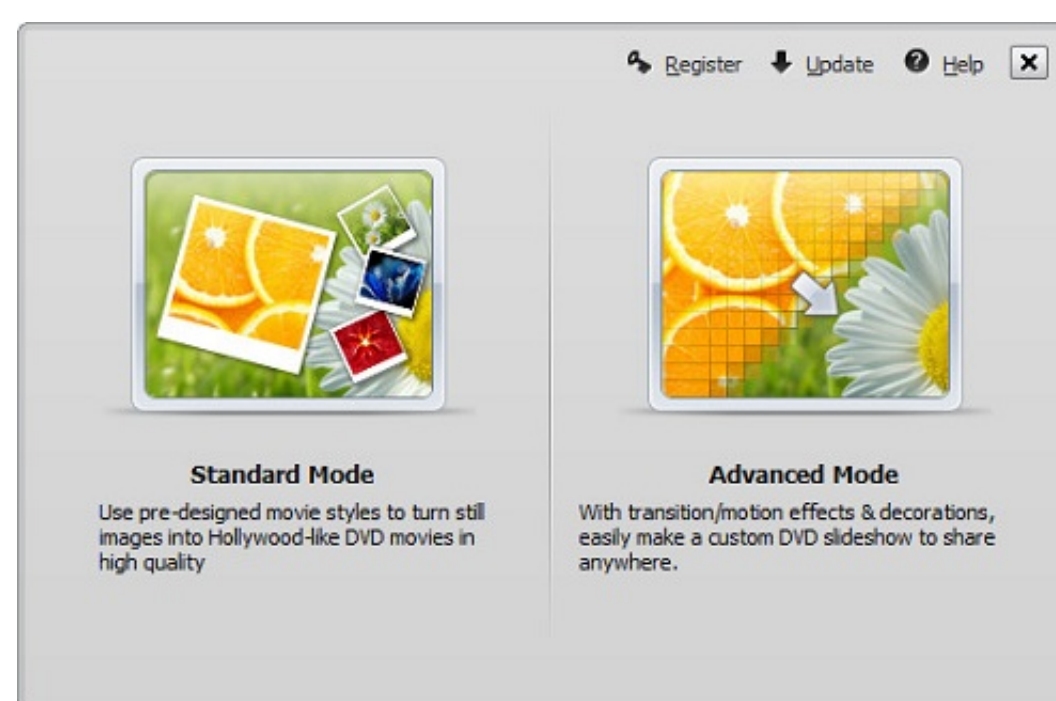 Register Update Help
Standard Mode
Use pre-designed movie styles to turn still
images into Hollywood-like DVD movies in
high quality
Advanced Mode
With transition/motion effects & decorations,
easily make a custom DVD slideshow to share
anywhere.